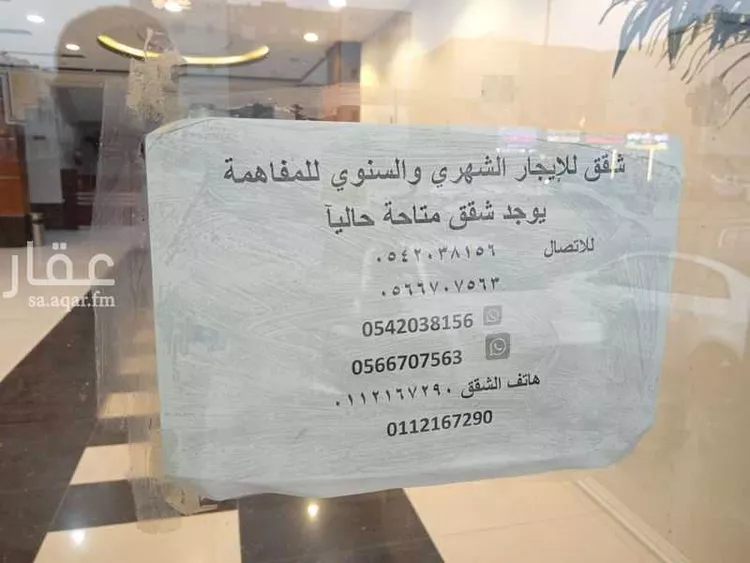 شقق للإيجار الشهري والسنوي للمفاهمة
يوجد شقق متاحة حالياً
للاتصال ٠٥٤٢٠٣٨١٥٦
٠٥٦٦٧٠٧٥٦٣
0542038156
0566707563
هاتف الشقق ٠١١٢١٦٧٢٩٠
0112167290
عقار
sa.aqar.fm